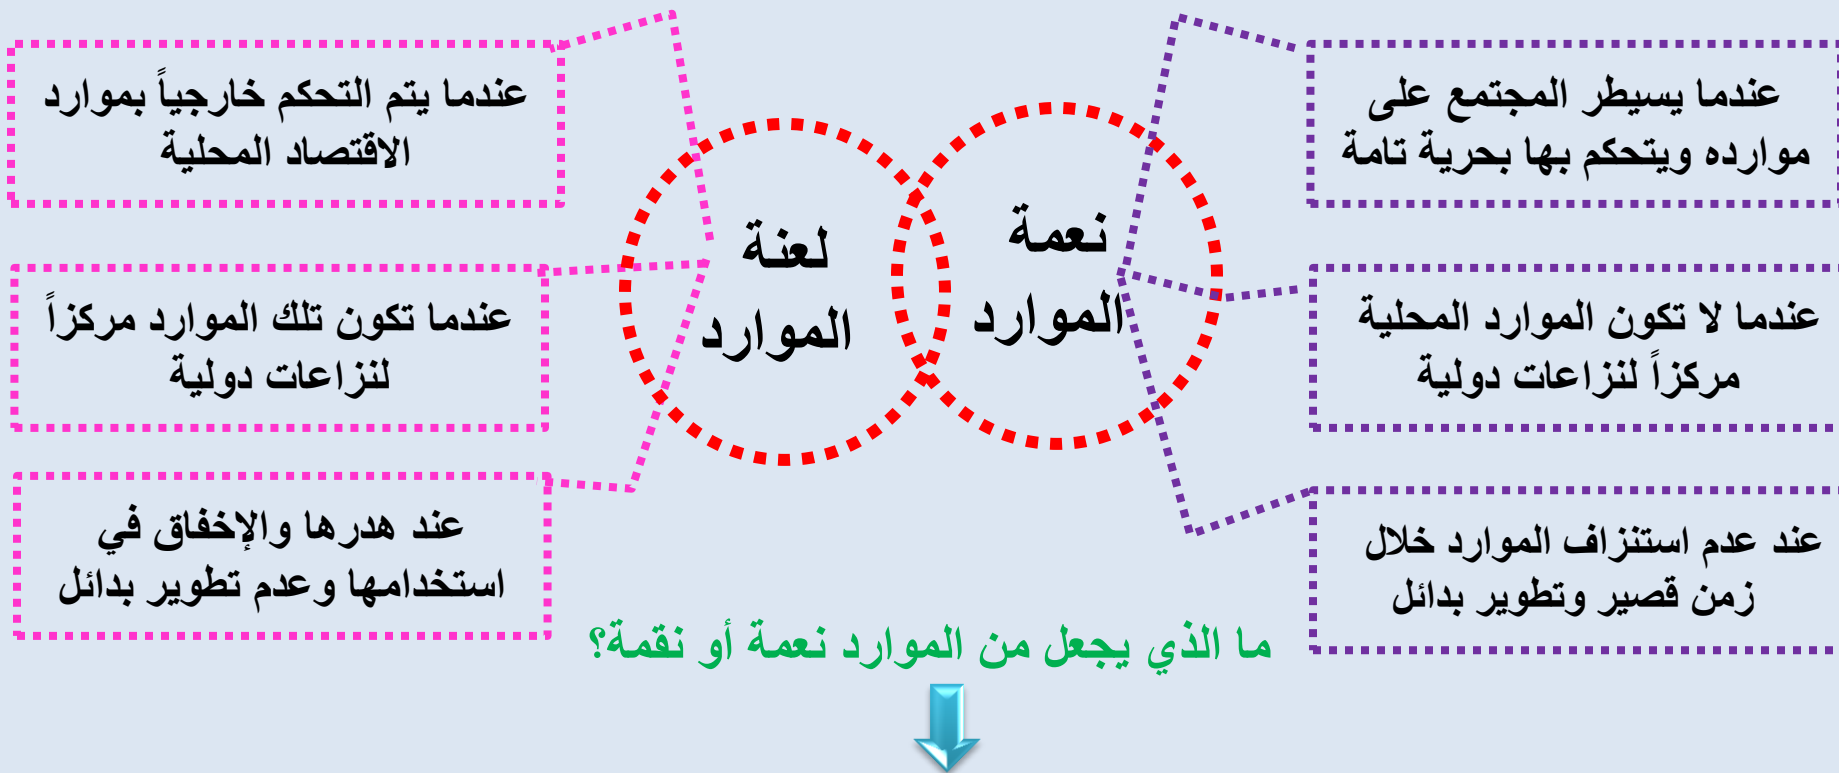 عندما يسيطر المجتمع على
موارده ويتحكم بها بحرية تامة
عندما لا تكون الموارد المحلية
مركزاً لنزاعات دولية
عند عدم استنزاف الموارد خلال
زمن قصير وتطوير بدائل
نعمة
الموارد
لعنة
الموارد
عندما يتم التحكم خارجياً بموارد
الاقتصاد المحلية
عندما تكون تلك الموارد مركزاً
لنزاعات دولية
عند هدرها والإخفاق في
استخدامها وعدم تطوير بدائل
ما الذي يجعل من الموارد نعمة أو نقمة؟